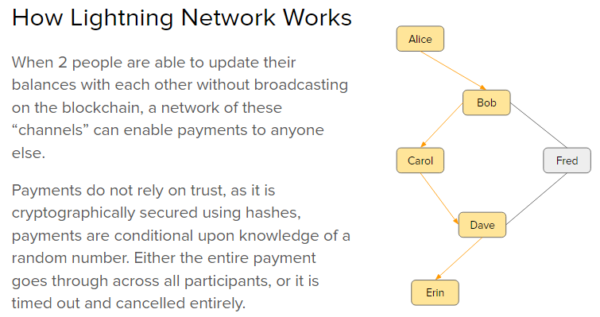 How Lightning Network Works
When 2 people are able to update their
balances with each other without broadcasting
on the blockchain, a network of these
“channels” can enable payments to anyone
else.
Payments do not rely on trust, as it is
cryptographically secured using hashes,
payments are conditional upon knowledge of a
random number. Either the entire payment
goes through across all participants, or it is
timed out and cancelled entirely.
Alice
Bob
Carol
Fred
Dave
Erin